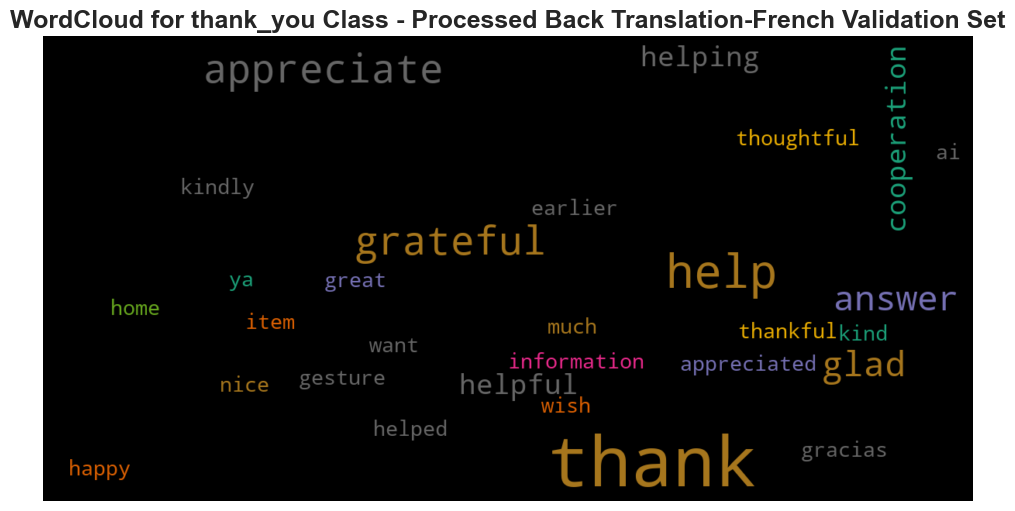 WordCloud for thank_you Class - Processed Back Translation-French Validation Set
appreciate
helping
cooperation
thoughtful
ai
kindly
earlier
grateful
help
ya
great
answer
home
item
much
thankful
kind
want
information
appreciated
glad
nice
gesture
helpful
wish
helped
thank
gracias
happy